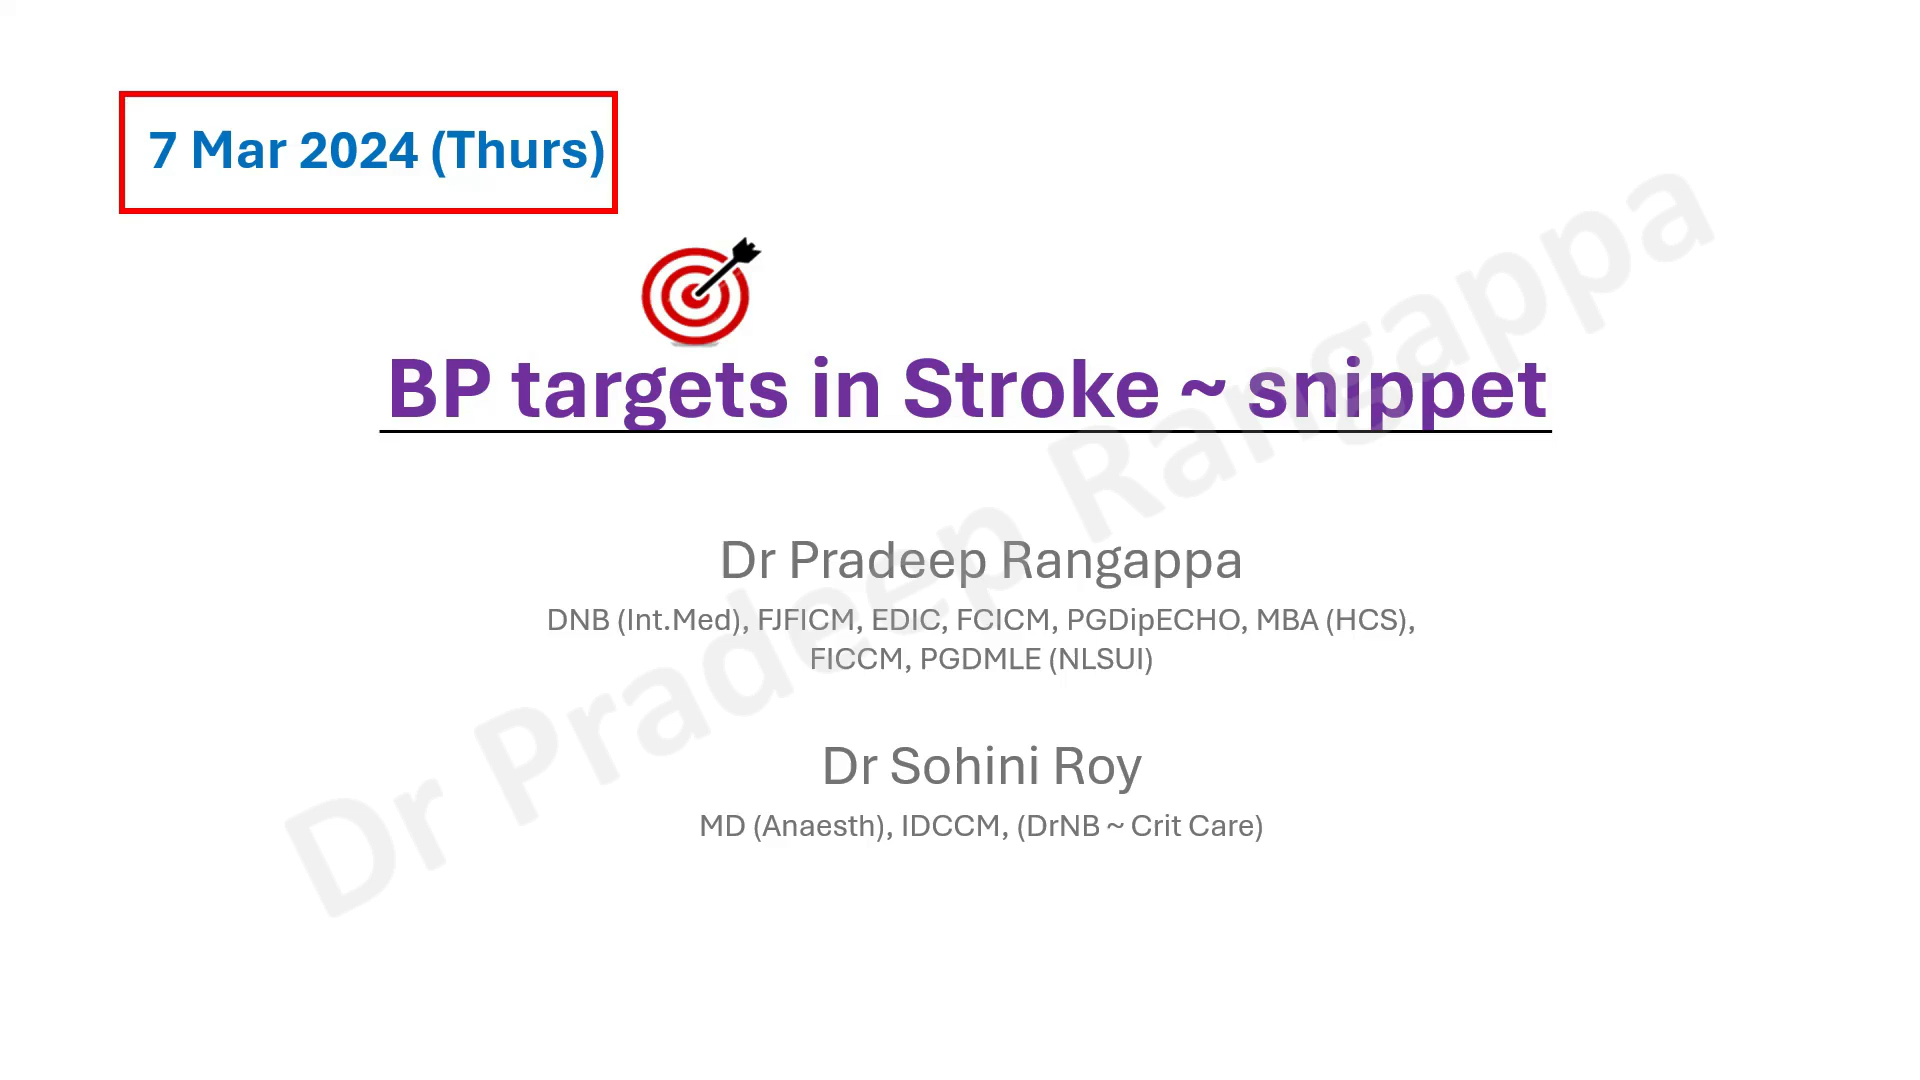 7 Mar 2024 (Thurs)
BP targets in Stroke ~ snippet
Dr Pradeep Rangappa
DNB (Int.Med), FJFICM, EDIC, FCICM, PGDipECHO, MBA (HCS),
FICCM, PGDMLE (NLSUI)
Dr Sohini Roy
MD (Anaesth), IDCCM, (DrNB ~ Crit Care)
Dr Pradeep Rangappa